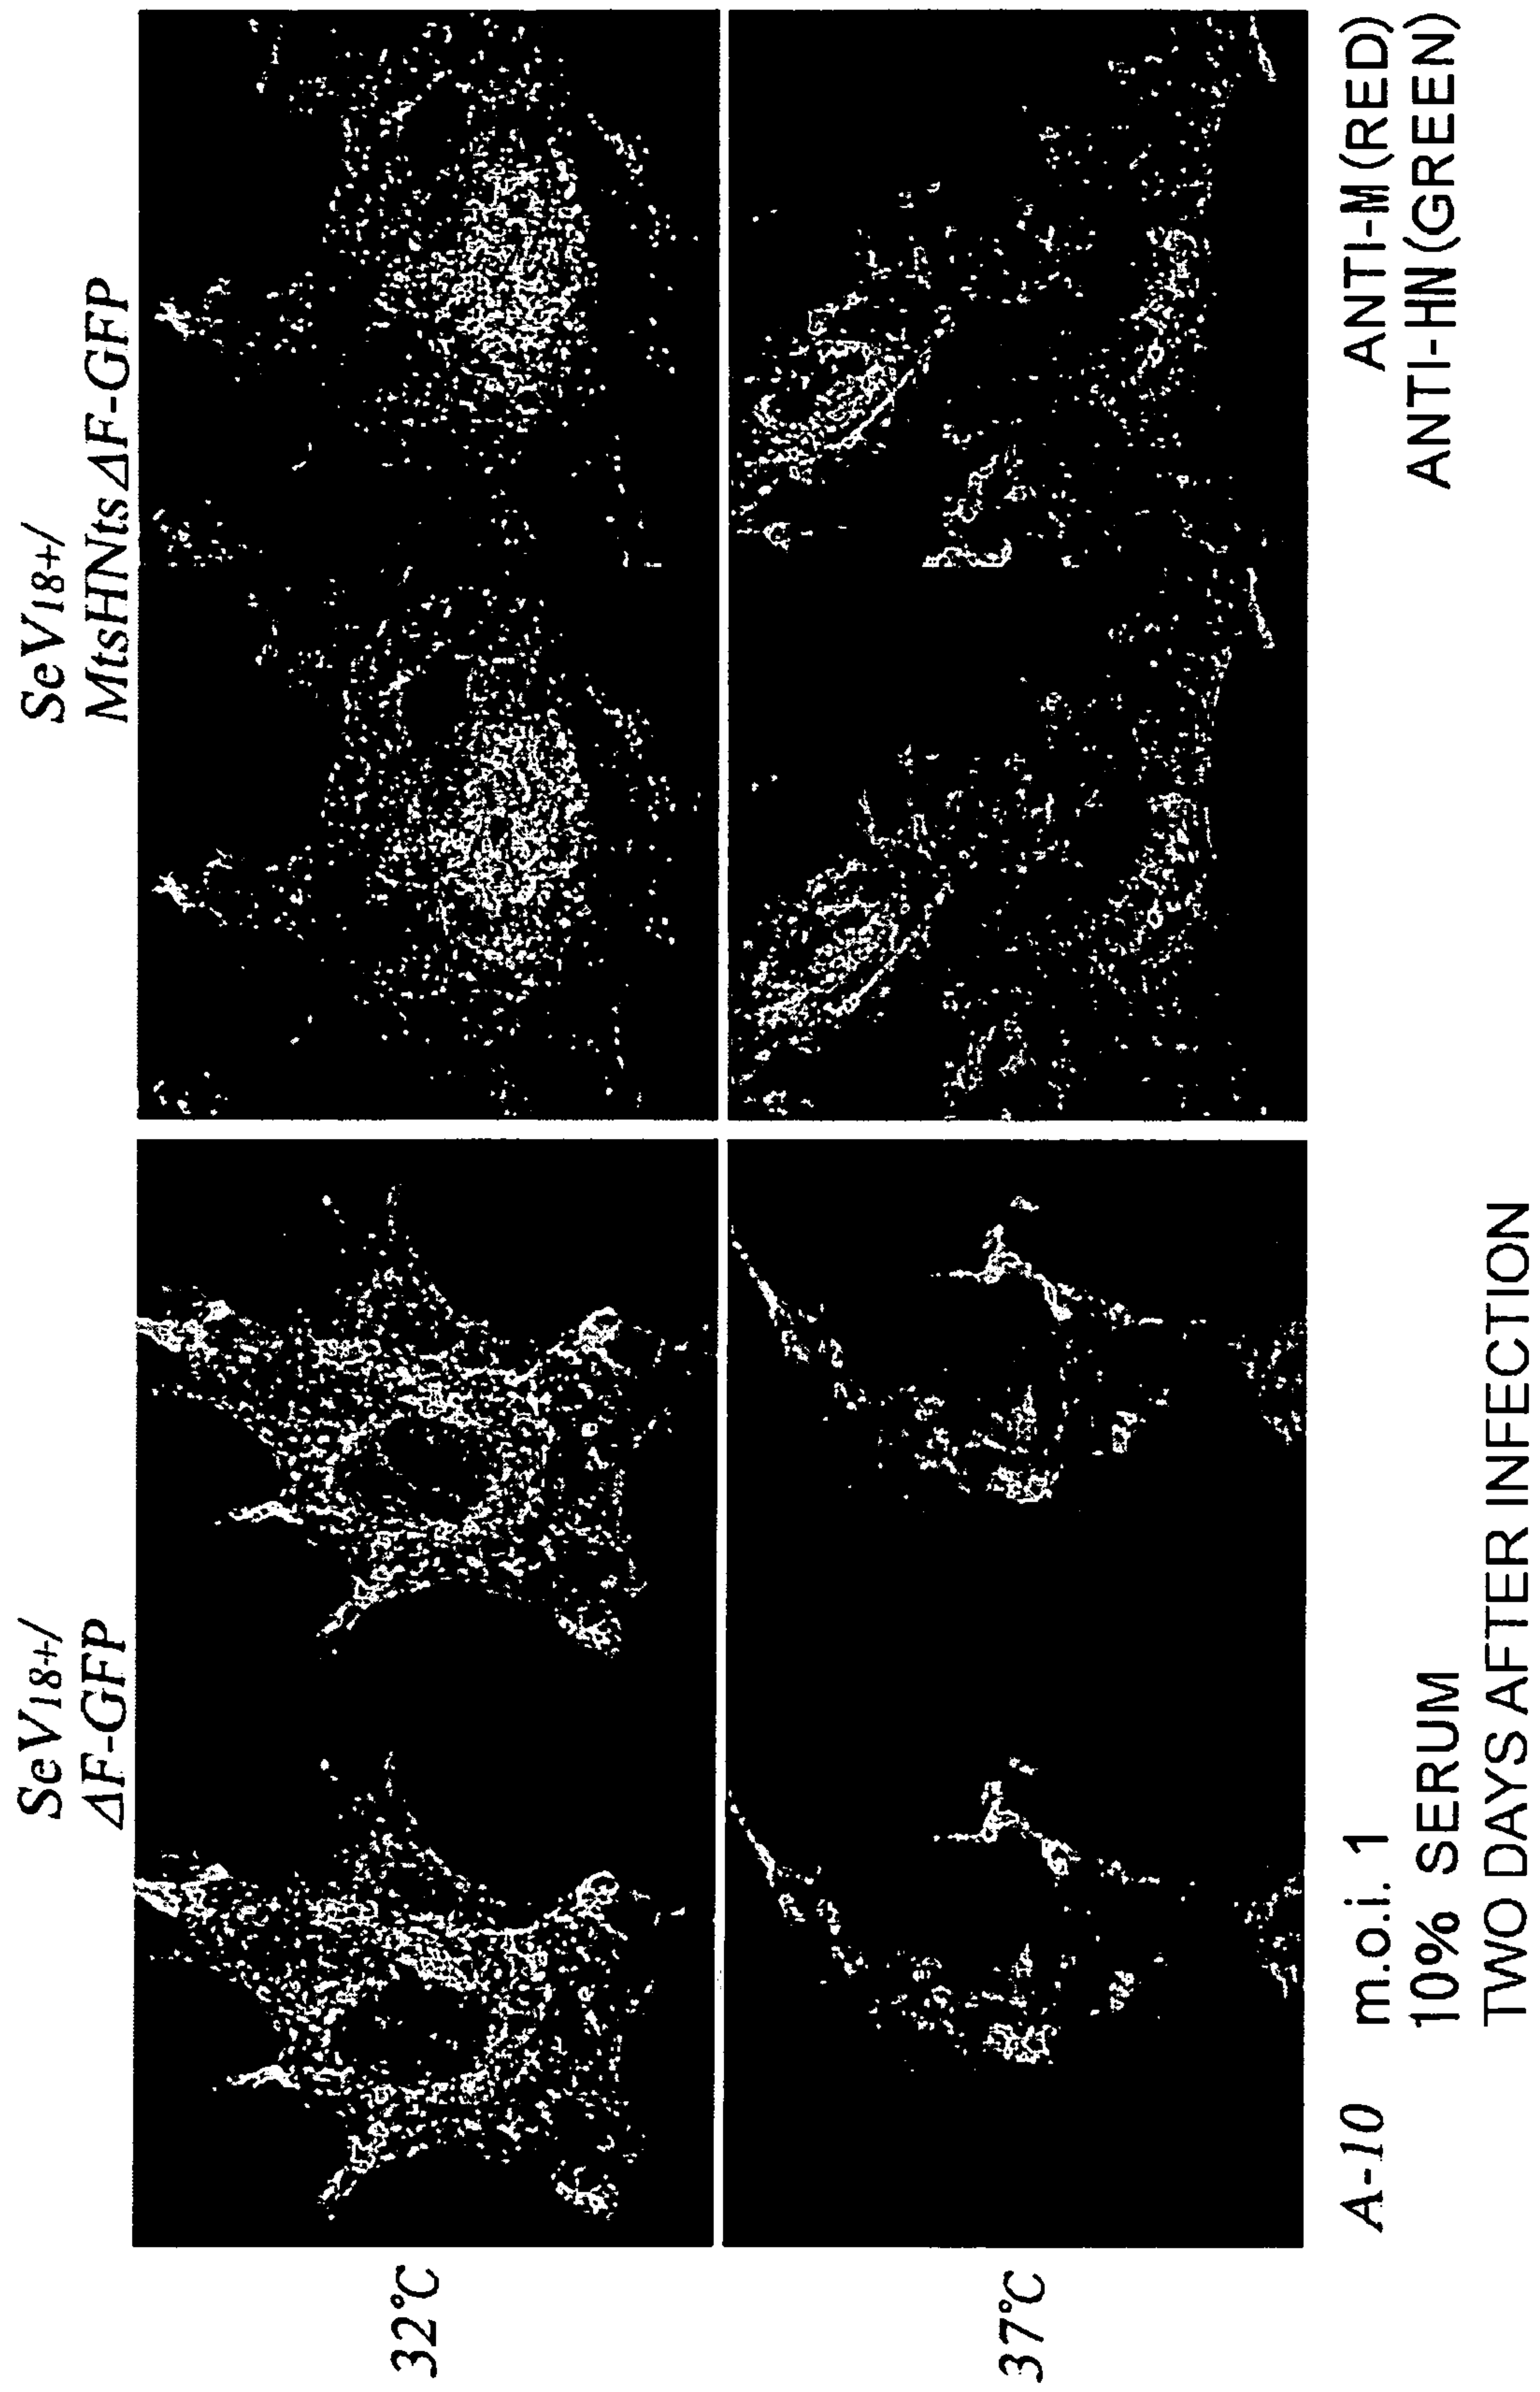 SeV18+/
ΔF-GFP
SeV18+/
MtsHNtsΔF-GFP
32°C
37°C
A-10 m.o.i. 1
10% SERUM
TWO DAYS AFTER INFECTION
ANTI-M (RED)
ANTI-HN (GREEN)